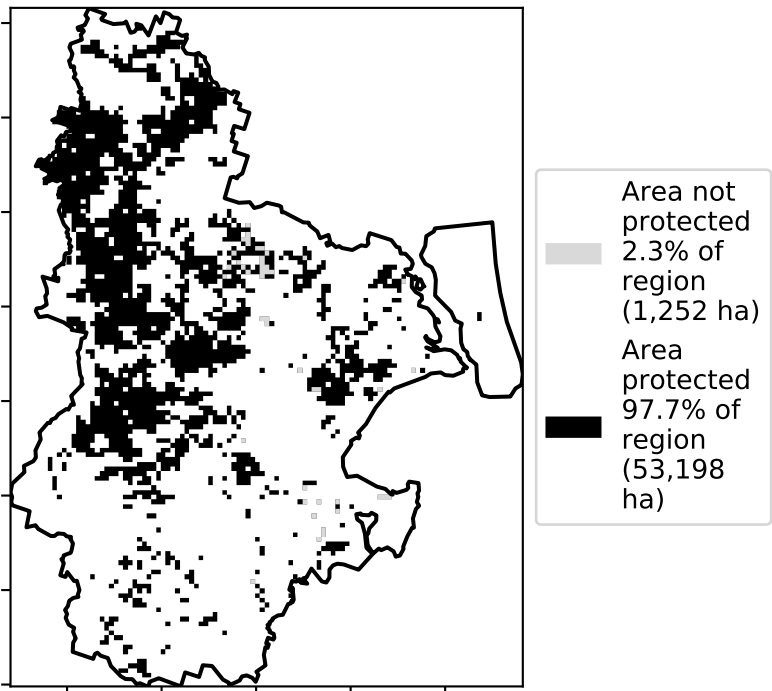 Area not
protected
2.3% of
region
(1,252 ha)
Area
protected
97.7% of
region
(53,198
ha)